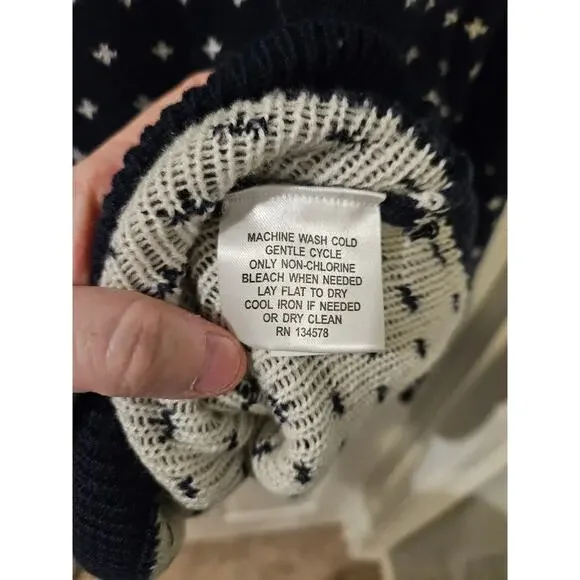 MACHINE WASH COLD
GENTLE CYCLE
ONLY NON-CHLORINE
BLEACH WHEN NEEDED
LAY FLAT TO DRY
COOL IRON IF NEEDED
OR DRY CLEAN
RN 134578